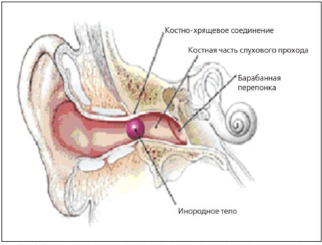 Костно-хрящевое соединение
Костная часть слухового прохода
Барабанная
перепонка
Инородное тело